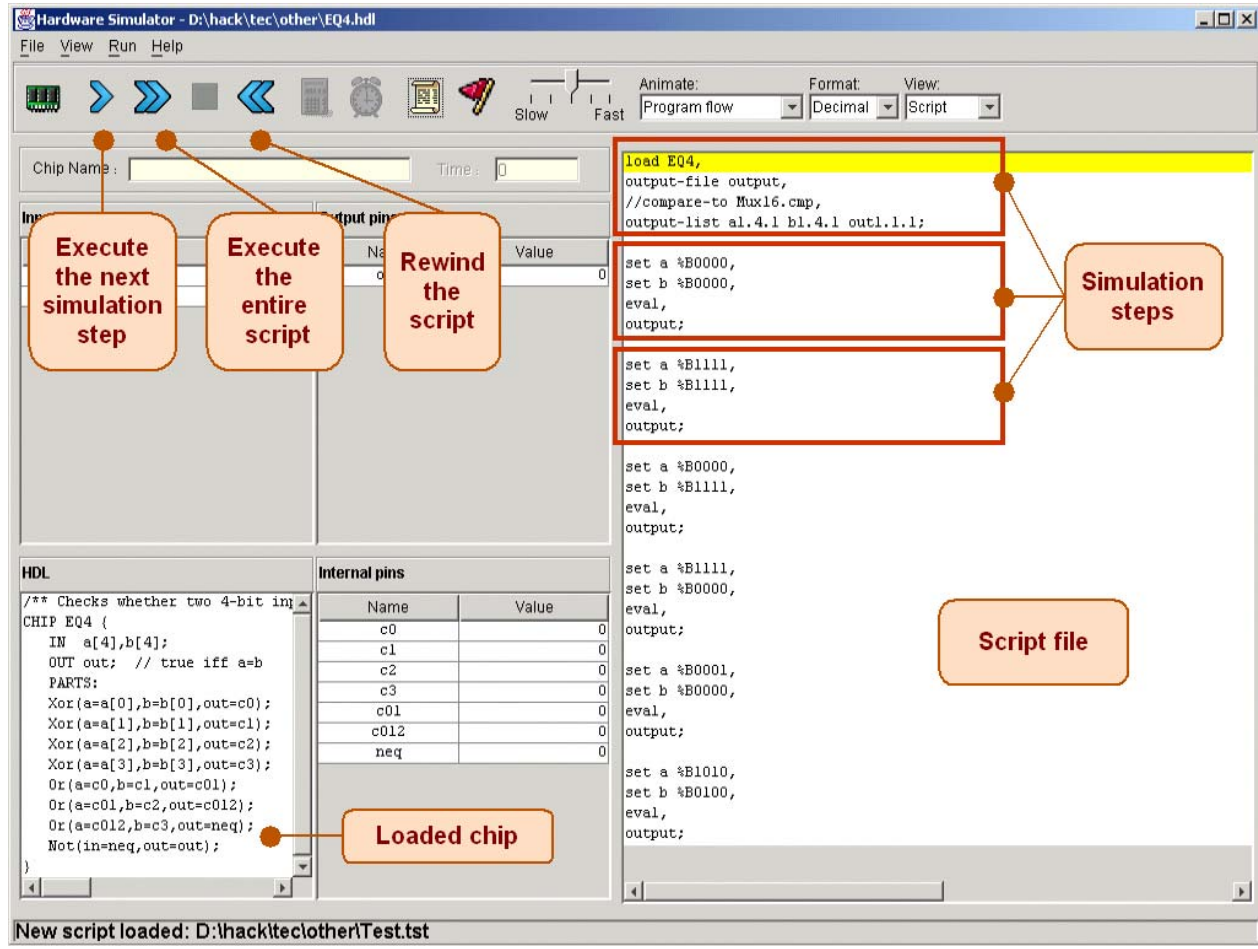 Hardware Simulator - D:\hack\tec\other\EQ4.hdl
File View Run Help
Slow Fast
Animate: Format: View:
Program flow Decimal Script
Chip Name : Time : 0
Output pins
Value
0
Execute the next simulation step
Execute the entire script
Rewind the script
load EQ4,
output-file output,
//compare-to Mux16.cmp,
output-list a1.4.1 b1.4.1 out1.1.1;
set a %B0000,
set b %B0000,
eval,
output;
set a %B1111,
set b %B1111,
eval,
output;
set a %B0000,
set b %B1111,
eval,
output;
set a %B1111,
set b %B0000,
eval,
output;
set a %B0001,
set b %B0000,
eval,
output;
set a %B1010,
set b %B0100,
eval,
output;
Simulation steps
Script file
HDL
/** Checks whether two 4-bit
CHIP EQ4 {
IN a[4],b[4];
OUT out; // true iff a=b
PARTS:
Xor(a=a[0],b=b[0],out=c0);
Xor(a=a[1],b=b[1],out=c1);
Xor(a=a[2],b=b[2],out=c2);
Xor(a=a[3],b=b[3],out=c3);
Or(a=c0,b=c1,out=c01);
Or(a=c01,b=c2,out=c012);
Or(a=c012,b=c3,out=neq);
Not(in=neq,out=out);
}
Internal pins
Name Value
c0 0
c1 0
c2 0
c3 0
c01 0
c012 0
neq 0
Loaded chip
New script loaded: D:\hack\tec\other\Test.tst